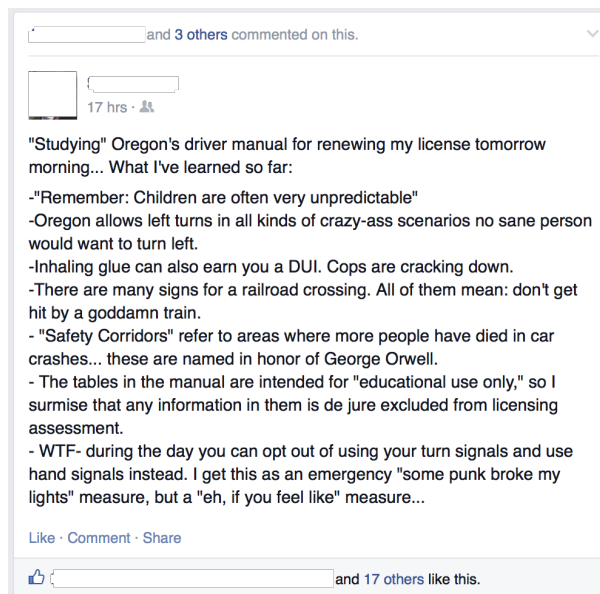 and 3 others commented on this.
17 hrs ·
"Studying" Oregon's driver manual for renewing my license tomorrow
morning... What I've learned so far:
-"Remember: Children are often very unpredictable"
-Oregon allows left turns in all kinds of crazy-ass scenarios no sane person
would want to turn left.
-Inhaling glue can also earn you a DUI. Cops are cracking down.
-There are many signs for a railroad crossing. All of them mean: don't get
hit by a goddamn train.
- "Safety Corridors" refer to areas where more people have died in car
crashes... these are named in honor of George Orwell.
- The tables in the manual are intended for "educational use only," so I
surmise that any information in them is de jure excluded from licensing
assessment.
- WTF- during the day you can opt out of using your turn signals and use
hand signals instead. I get this as an emergency "some punk broke my
lights" measure, but a "eh, if you feel like" measure...
Like · Comment · Share
and 17 others like this.